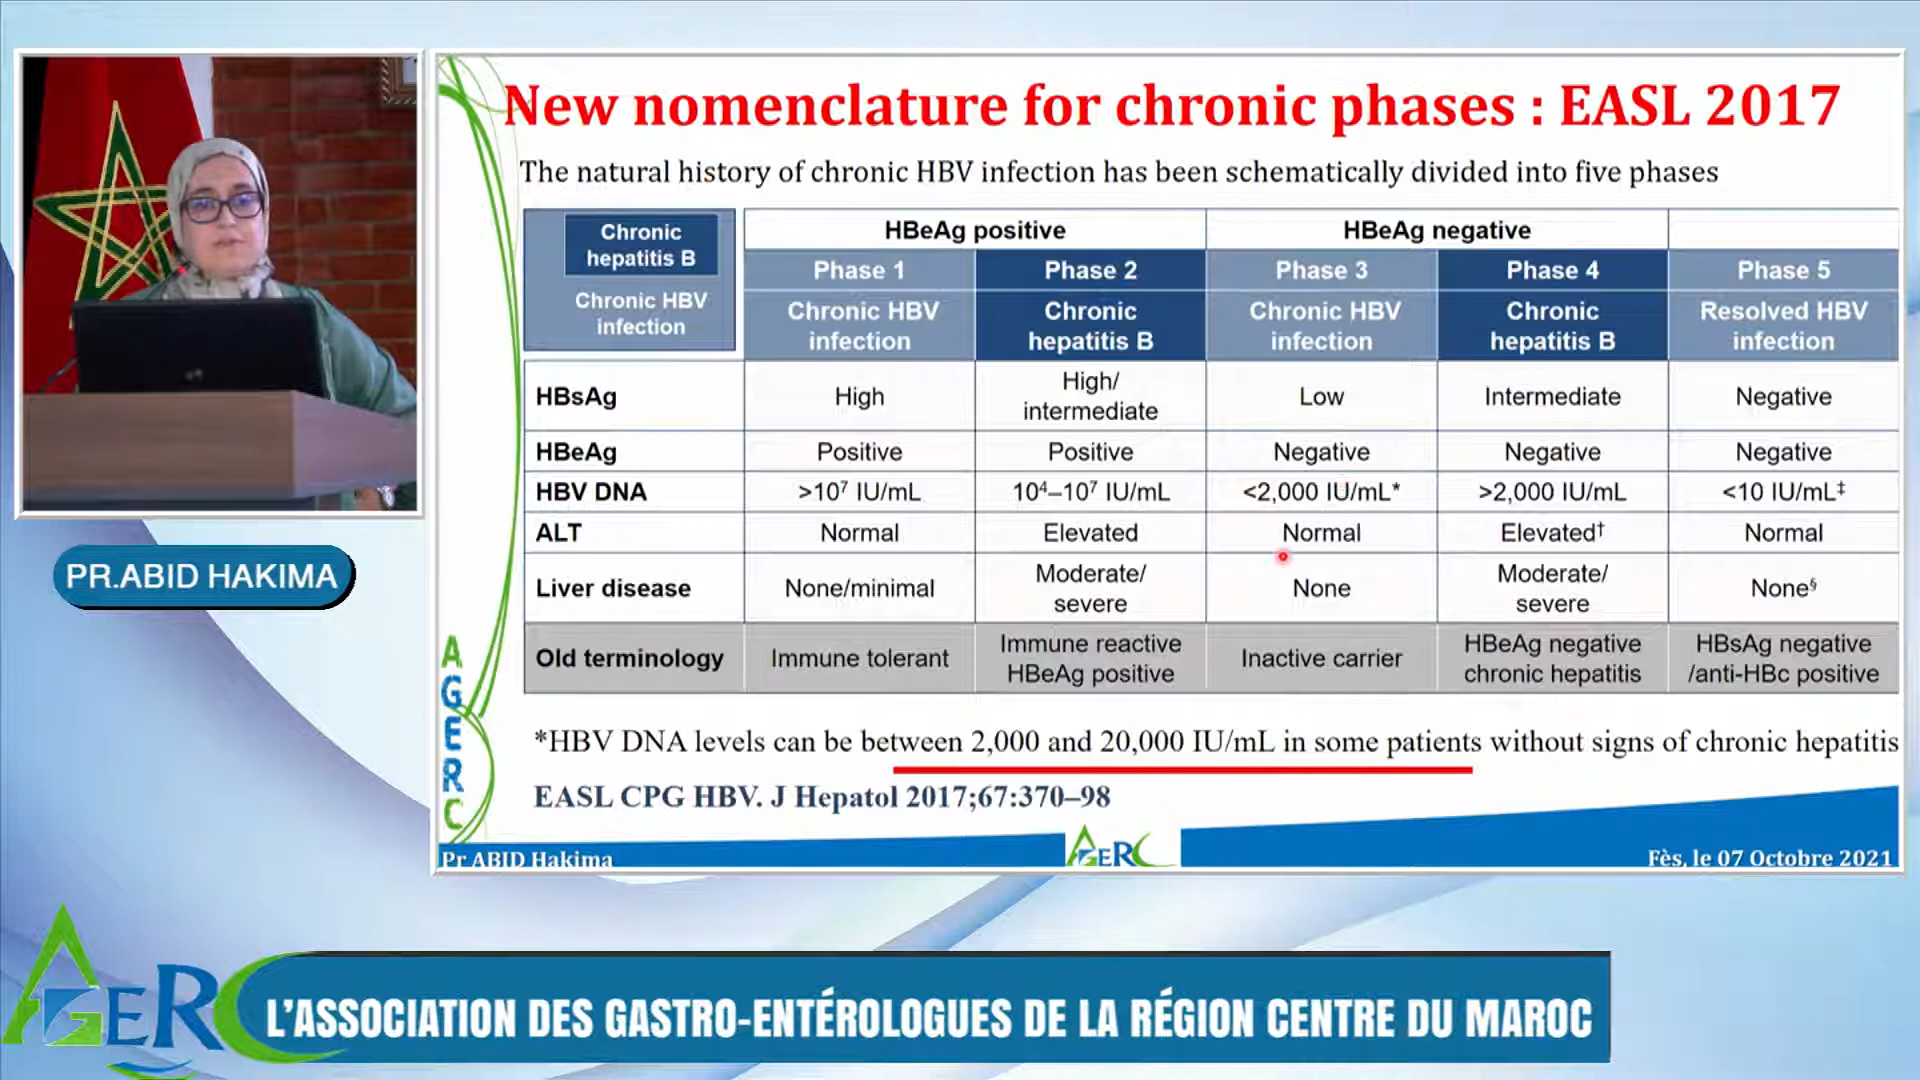 New nomenclature for chronic phases : EASL 2017
The natural history of chronic HBV infection has been schematically divided into five phases
Chronic
hepatitis B
Chronic HBV
infection
HBeAg positive
HBeAg negative
Phase 1
Phase 2
Phase 3
Phase 4
Phase 5
Chronic HBV
infection
Chronic
hepatitis B
Chronic HBV
infection
Chronic
hepatitis B
Resolved HBV
infection
HBsAg
High
High/
intermediate
Low
Intermediate
Negative
HBeAg
Positive
Positive
Negative
Negative
Negative
HBV DNA
>10⁷ IU/mL
10⁴–10⁷ IU/mL
<2,000 IU/mL*
>2,000 IU/mL
<10 IU/mL‡
ALT
Normal
Elevated
Normal
Elevated†
Normal
Liver disease
None/minimal
Moderate/
severe
None
Moderate/
severe
None§
Old terminology
Immune tolerant
Immune reactive
HBeAg positive
Inactive carrier
HBeAg negative
chronic hepatitis
HBsAg negative
/anti-HBc positive
*HBV DNA levels can be between 2,000 and 20,000 IU/mL in some patients without signs of chronic hepatitis
EASL CPG HBV. J Hepatol 2017;67:370–98
AGERC
Pr ABID Hakima
AGERC
Fès, le 07 Octobre 2021
PR.ABID HAKIMA
AGERC
L'ASSOCIATION DES GASTRO-ENTÉROLOGUES DE LA RÉGION CENTRE DU MAROC